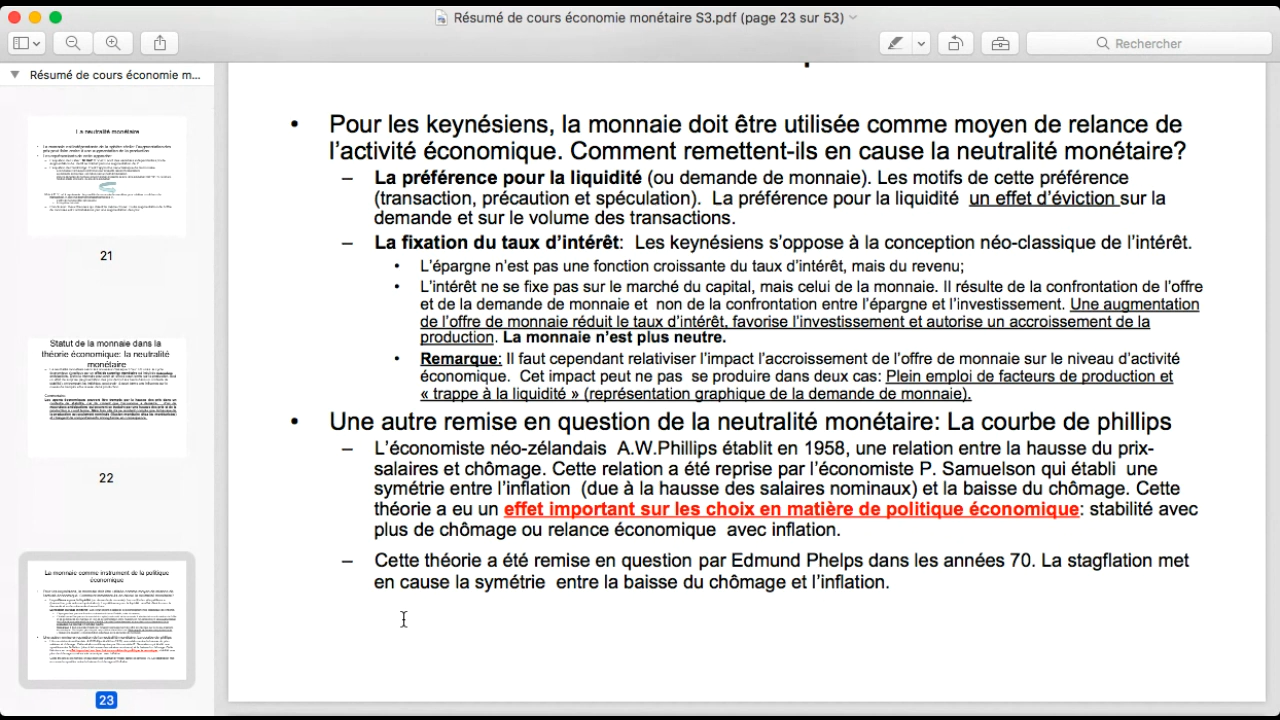 Résumé de cours économie monétaire S3.pdf (page 23 sur 53)
Rechercher
Résumé de cours économie m...
La neutralité monétaire
21
Statut de la monnaie dans la
théorie économique: la neutralité
monétaire
22
La monnaie comme instrument de la politique
économique
23
• Pour les keynésiens, la monnaie doit être utilisée comme moyen de relance de
l’activité économique. Comment remettent-ils en cause la neutralité monétaire?
– La préférence pour la liquidité (ou demande de monnaie). Les motifs de cette préférence
(transaction, précaution et spéculation). La préférence pour la liquidité un effet d’éviction sur la
demande et sur le volume des transactions.
– La fixation du taux d’intérêt: Les keynésiens s’oppose à la conception néo-classique de l’intérêt.
• L’épargne n’est pas une fonction croissante du taux d’intérêt, mais du revenu;
• L’intérêt ne se fixe pas sur le marché du capital, mais celui de la monnaie. Il résulte de la confrontation de l’offre
et de la demande de monnaie et non de la confrontation entre l’épargne et l’investissement. Une augmentation
de l’offre de monnaie réduit le taux d’intérêt, favorise l’investissement et autorise un accroissement de la
production. La monnaie n’est plus neutre.
• Remarque: Il faut cependant relativiser l’impact l’accroissement de l’offre de monnaie sur le niveau d’activité
économique. Cet impact peut ne pas se produire dans deux cas: Plein emploi de facteurs de production et
« trappe à la liquidité » (représentation graphique de la demande de monnaie).
• Une autre remise en question de la neutralité monétaire: La courbe de phillips
– L’économiste néo-zélandais A.W.Phillips établit en 1958, une relation entre la hausse du prix-
salaires et chômage. Cette relation a été reprise par l’économiste P. Samuelson qui établi une
symétrie entre l’inflation (due à la hausse des salaires nominaux) et la baisse du chômage. Cette
théorie a eu un effet important sur les choix en matière de politique économique: stabilité avec
plus de chômage ou relance économique avec inflation.
– Cette théorie a été remise en question par Edmund Phelps dans les années 70. La stagflation met
en cause la symétrie entre la baisse du chômage et l’inflation.